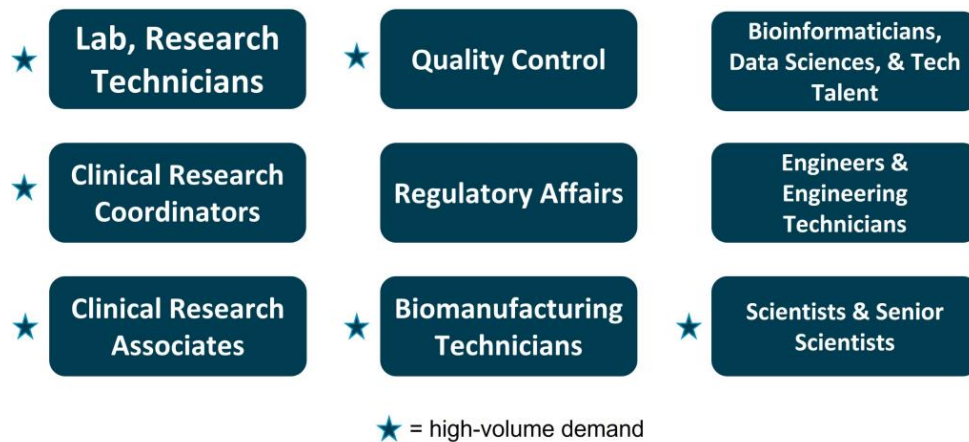 Lab, Research
Technicians
Quality Control
Bioinformaticians,
Data Sciences, & Tech
Talent
Clinical Research
Coordinators
Regulatory Affairs
Engineers &
Engineering
Technicians
Clinical Research
Associates
Biomanufacturing
Technicians
Scientists & Senior
Scientists
= high-volume demand